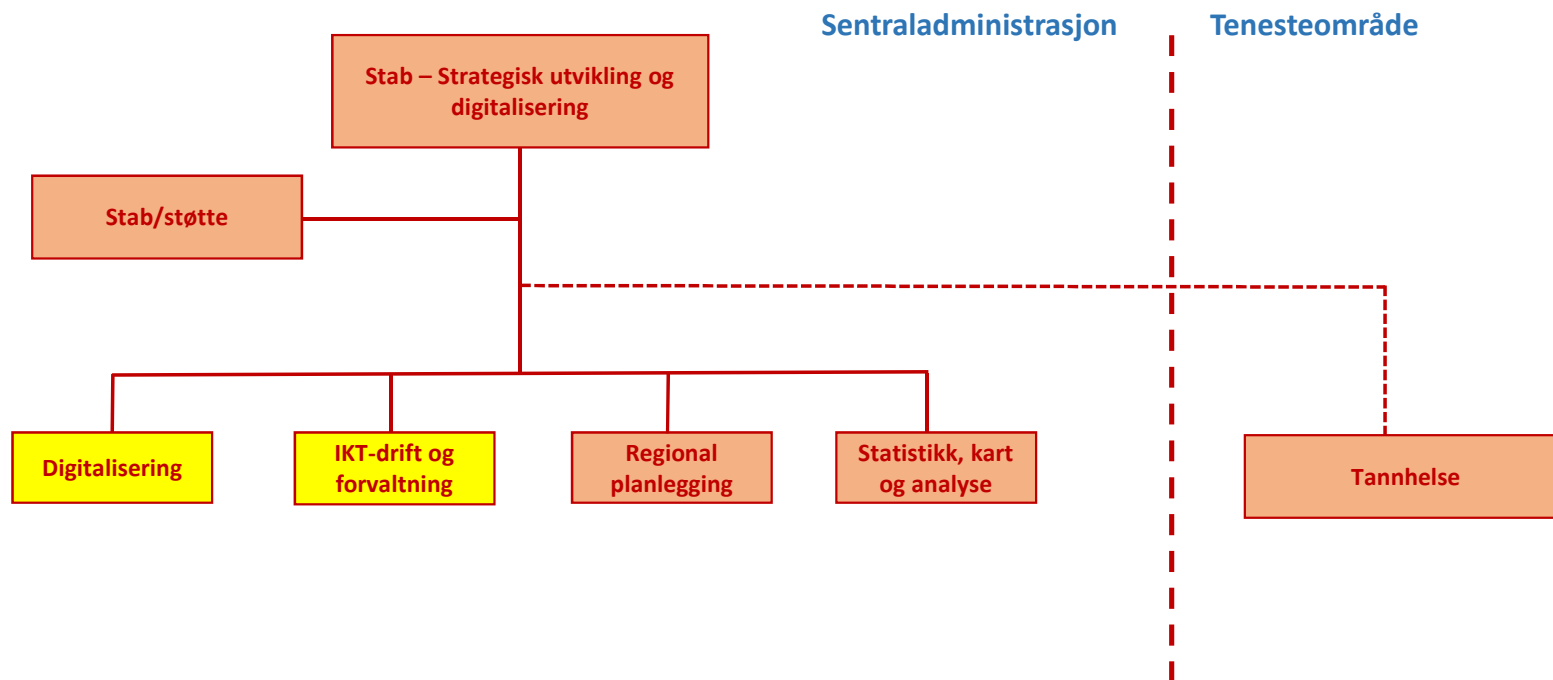 Sentraladministrasjon
Tenesteområde
Stab – Strategisk utvikling og
digitalisering
Stab/støtte
Digitalisering
IKT-drift og
forvaltning
Regional
planlegging
Statistikk, kart
og analyse
Tannhelse